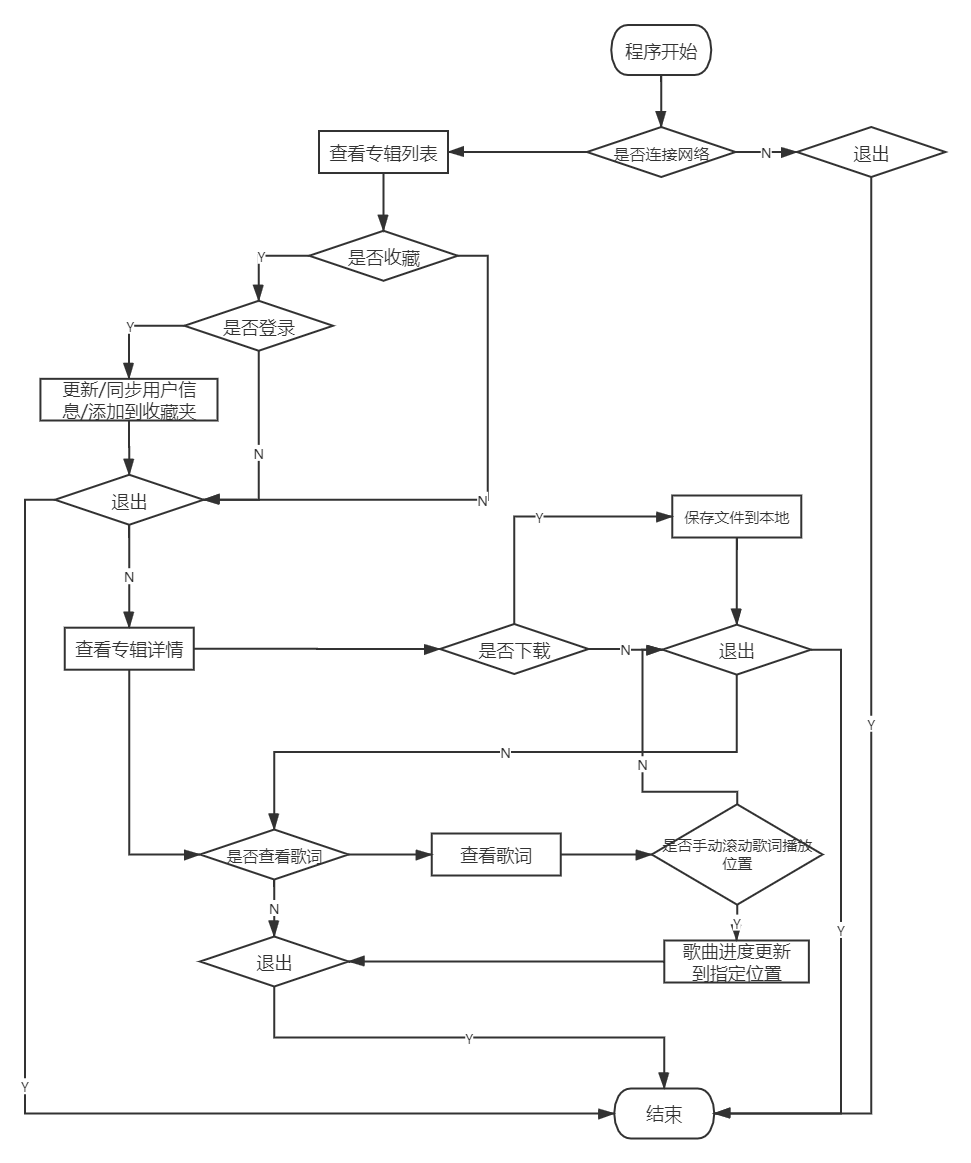 程序开始
查看专辑列表
是否连接网络
N
退出
Y
是否收藏
Y
是否登录
更新/同步用户信
息/添加到收藏夹
N
退出
N
保存文件到本地
Y
N
查看专辑详情
是否下载
N
退出
Y
N
N
是否手动滚动歌词播放
位置
是否查看歌词
查看歌词
N
Y
Y
歌曲进度更新
到指定位置
退出
Y
Y
结束